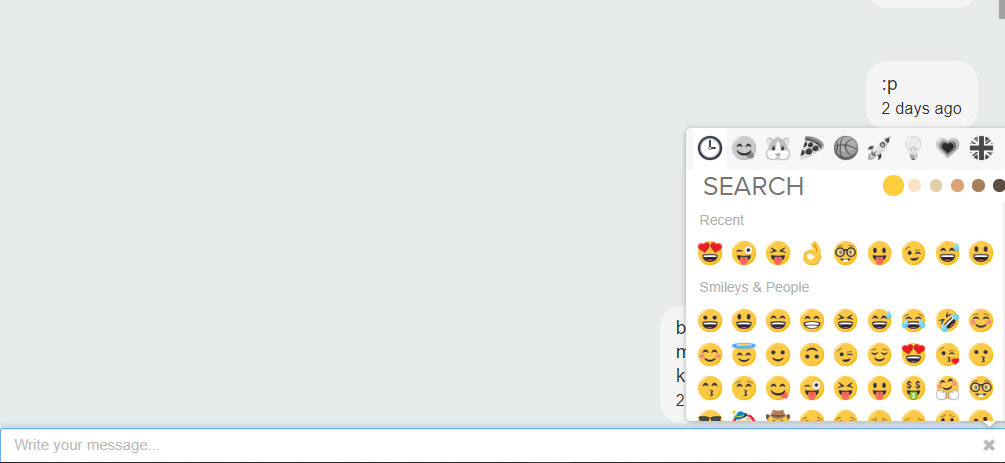 :p
2 days ago
SEARCH
Recent
Smileys & People
Write your message...